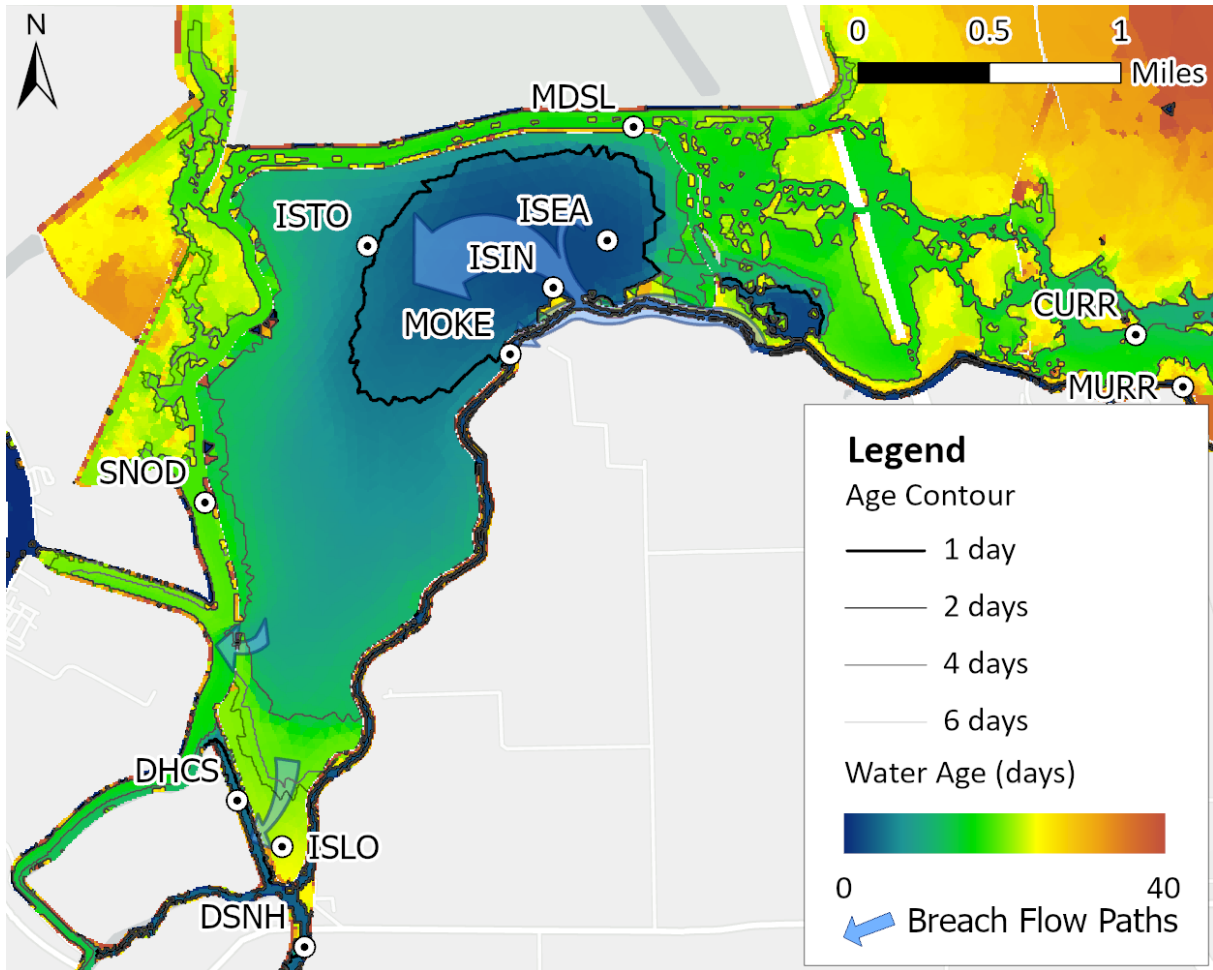 N
0 0.5 1
Miles
MDSL
ISTO
ISEA
ISIN
MOKE
CURR
MURR
SNOD
DHCS
ISLO
DSNH
Legend
Age Contour
1 day
2 days
4 days
6 days
Water Age (days)
0 40
Breach Flow Paths